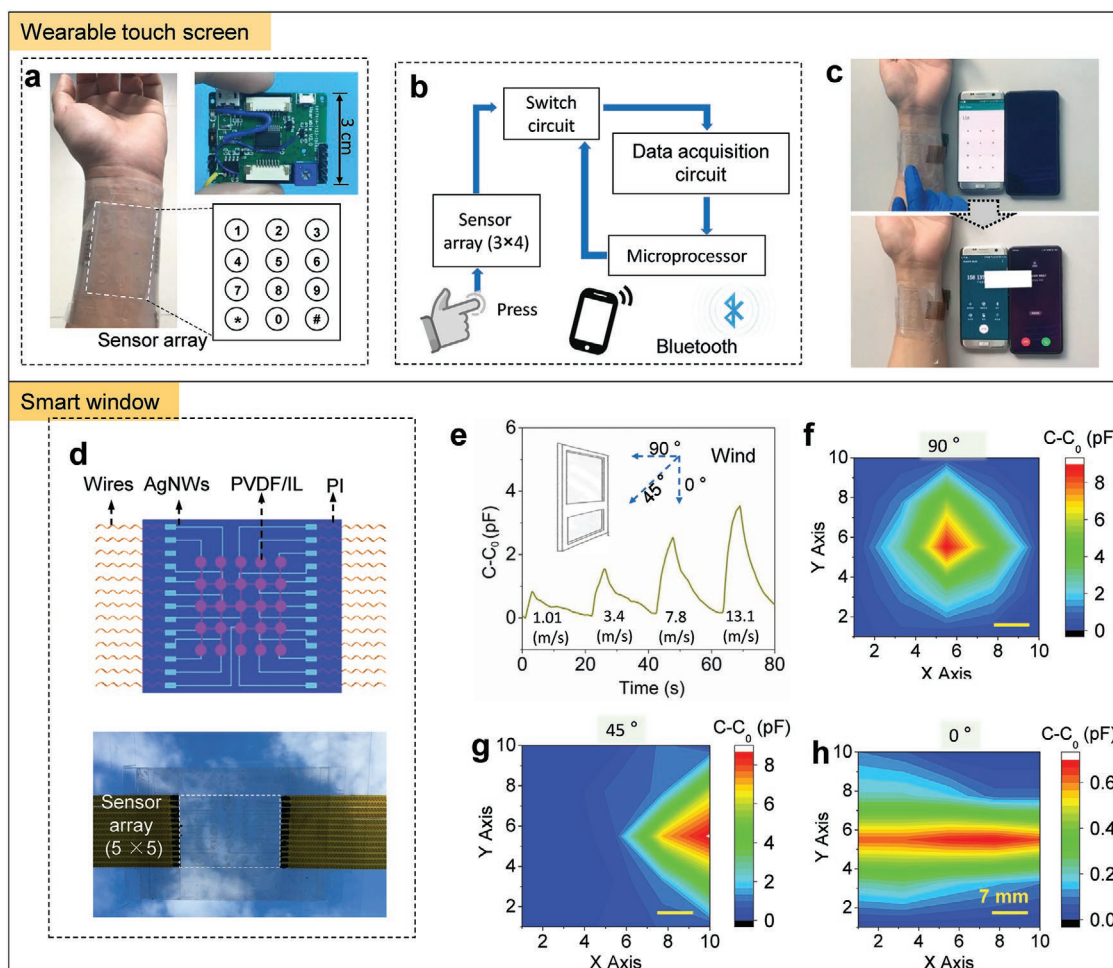 Wearable touch screen
a
3 cm
1 2 3
4 5 6
7 8 9
* 0 #
Sensor array
b
Switch
circuit
Data acquisition
circuit
Sensor
array (3×4)
Microprocessor
Press
Bluetooth
c
Smart window
d
Wires AgNWs PVDF/IL PI
Sensor
array
(5 × 5)
e
C-C₀ (pF)
6
4
2
0
90 °
45 °
0 °
Wind
1.01
(m/s)
3.4
(m/s)
7.8
(m/s)
13.1
(m/s)
0 20 40 60 80
Time (s)
f
90 °
C-C₀ (pF)
Y Axis
10
8
6
4
2
2 4 6 8 10
X Axis
8
6
4
2
0
g
45 °
C-C₀ (pF)
Y Axis
10
8
6
4
2
2 4 6 8 10
X Axis
8
6
4
2
0
h
0 °
C-C₀ (pF)
Y Axis
10
8
6
4
2
7 mm
2 4 6 8 10
X Axis
0.6
0.4
0.2
0.0